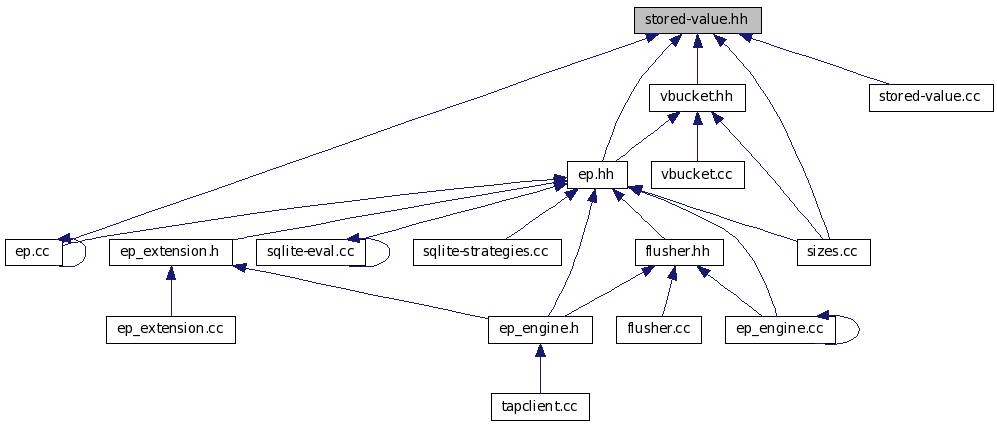 stored-value.hh
vbucket.hh
stored-value.cc
ep.hh
vbucket.cc
ep.cc
ep_extension.h
sqlite-eval.cc
sqlite-strategies.cc
flusher.hh
sizes.cc
ep_extension.cc
ep_engine.h
flusher.cc
ep_engine.cc
tapclient.cc